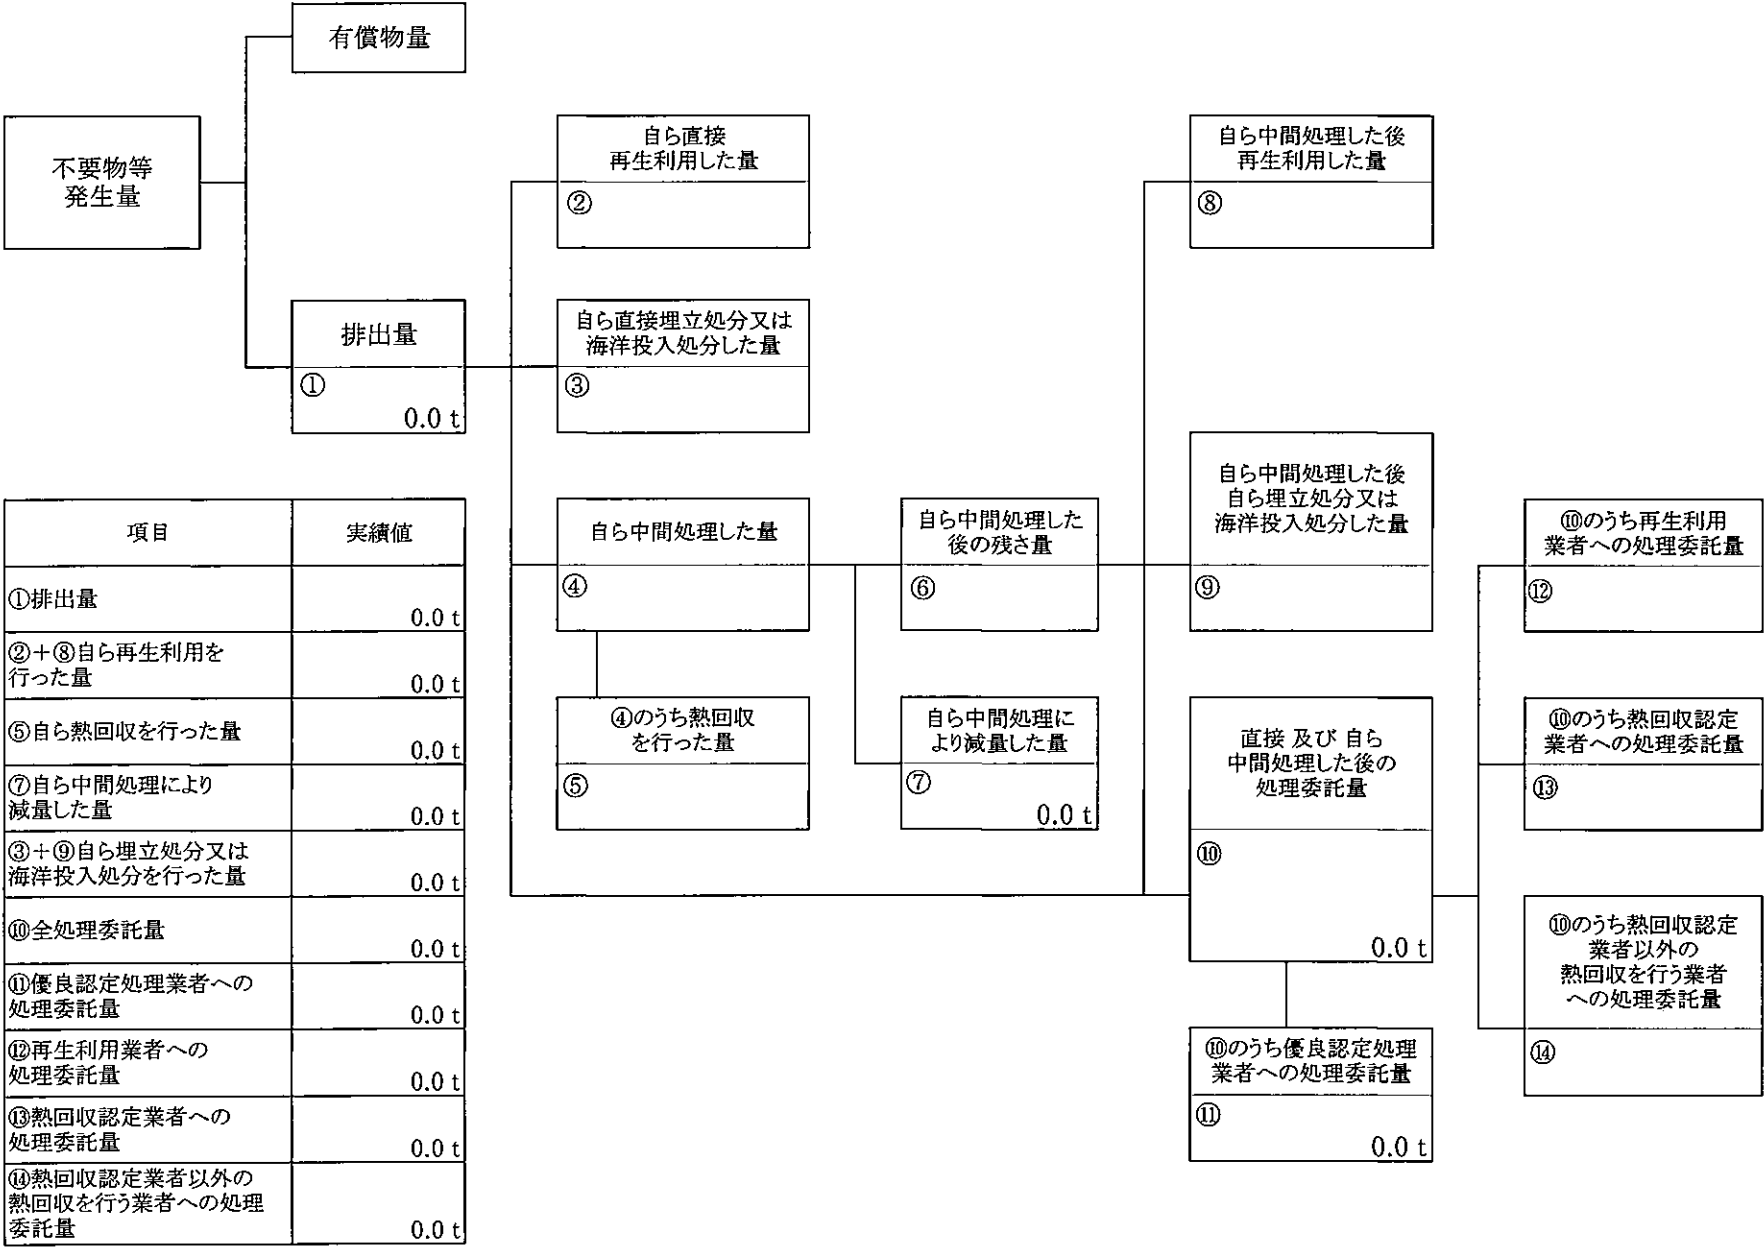 有償物量
不要物等
発生量
排出量
①
0.0 t
自ら直接
再生利用した量
②
自ら直接埋立処分又は
海洋投入処分した量
③
自ら中間処理した量
④
④のうち熱回収
を行った量
⑤
自ら中間処理した
後の残さ量
⑥
自ら中間処理に
より減量した量
⑦
0.0 t
自ら中間処理した後
再生利用した量
⑧
自ら中間処理した後
自ら埋立処分又は
海洋投入処分した量
⑨
直接 及び 自ら
中間処理した後の
処理委託量
⑩
0.0 t
⑩のうち優良認定処理
業者への処理委託量
⑪
0.0 t
⑩のうち再生利用
業者への処理委託量
⑫
⑩のうち熱回収認定
業者への処理委託量
⑬
⑩のうち熱回収認定
業者以外の
熱回収を行う業者
への処理委託量
⑭
項目 実績値
①排出量
0.0 t
②+⑧自ら再生利用を
行った量
0.0 t
⑤自ら熱回収を行った量
0.0 t
⑦自ら中間処理により
減量した量
0.0 t
③+⑨自ら埋立処分又は
海洋投入処分を行った量
0.0 t
⑩全処理委託量
0.0 t
⑪優良認定処理業者への
処理委託量
0.0 t
⑫再生利用業者への
処理委託量
0.0 t
⑬熱回収認定業者への
処理委託量
0.0 t
⑭熱回収認定業者以外の
熱回収を行う業者への処理
委託量
0.0 t